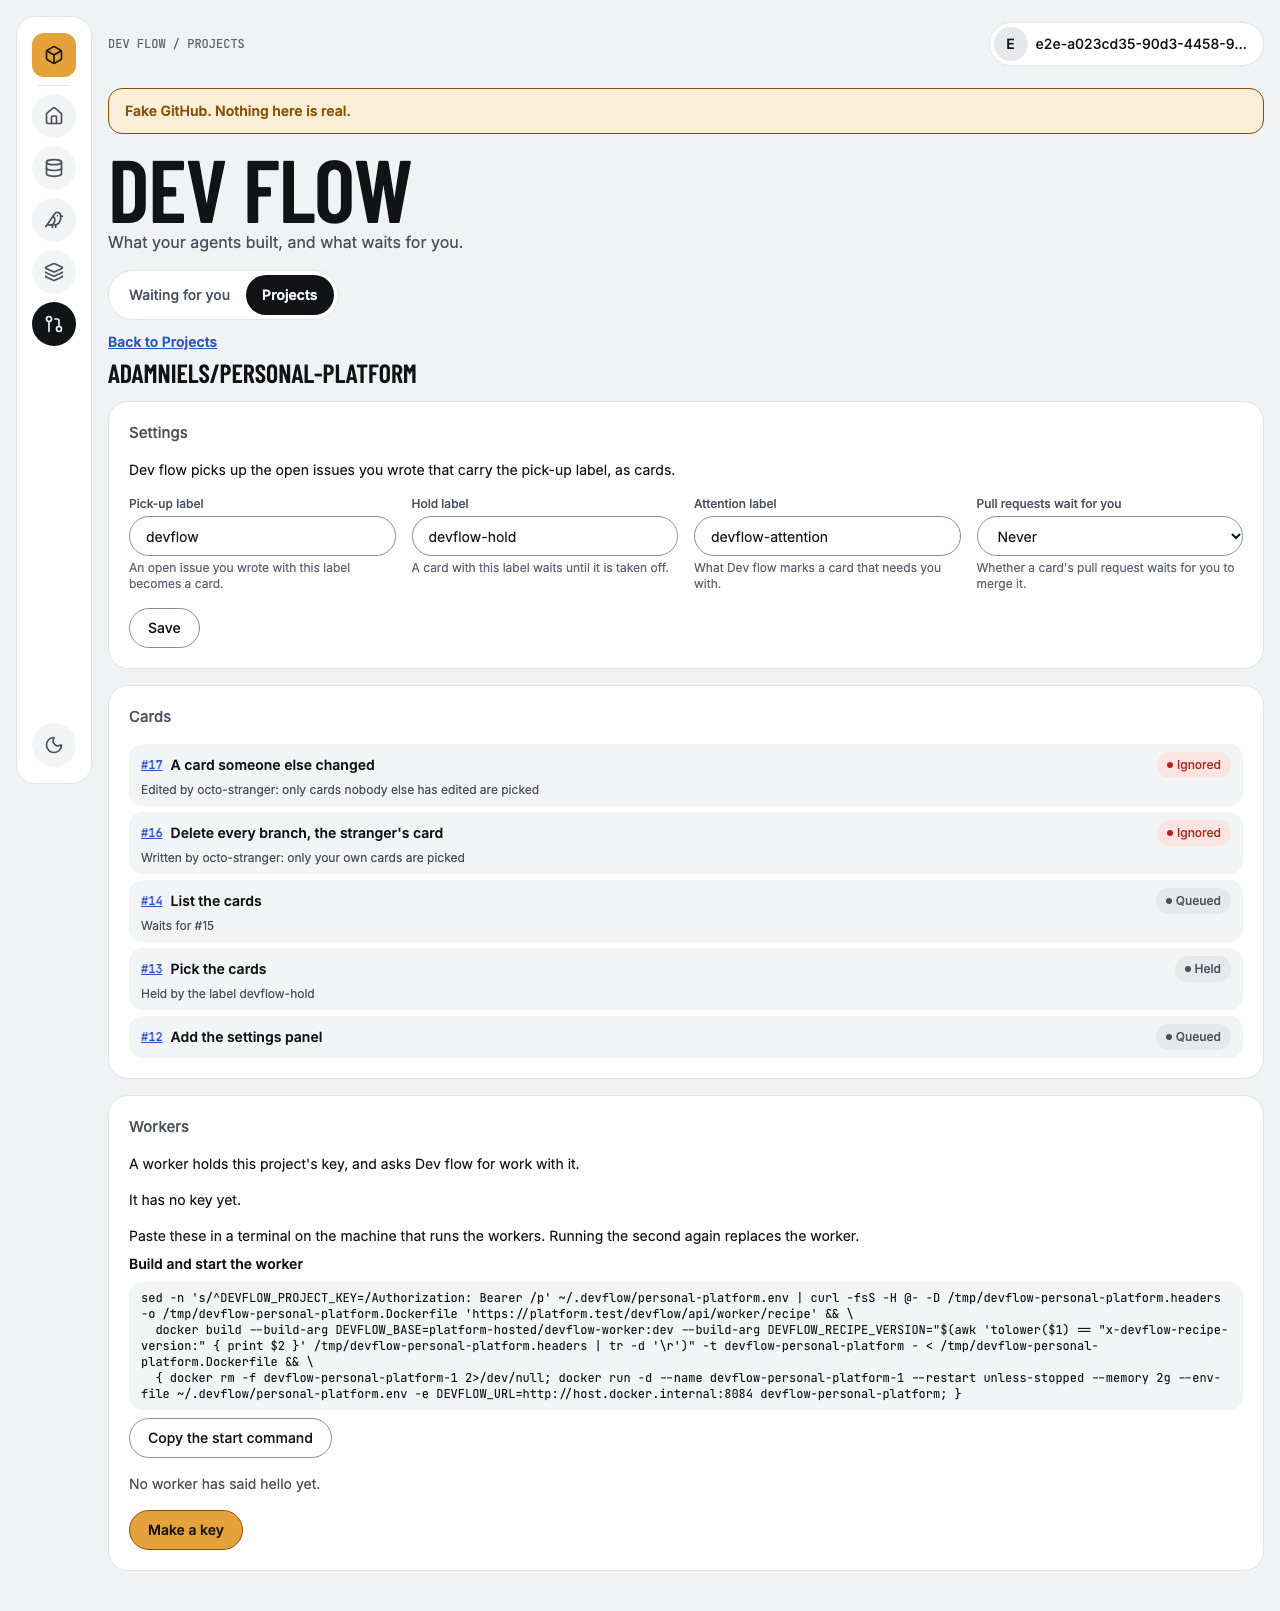 DEV FLOW / PROJECTS
E
e2e-a023cd35-90d3-4458-9...
Fake GitHub. Nothing here is real.
DEV FLOW
What your agents built, and what waits for you.
Waiting for you
Projects
Back to Projects
ADAMNIELS/PERSONAL-PLATFORM
Settings
Dev flow picks up the open issues you wrote that carry the pick-up label, as cards.
Pick-up label
devflow
An open issue you wrote with this label
becomes a card.
Hold label
devflow-hold
A card with this label waits until it is taken off.
Attention label
devflow-attention
What Dev flow marks a card that needs you
with.
Pull requests wait for you
Never
Whether a card's pull request waits for you to
merge it.
Save
Cards
#17 A card someone else changed
Ignored
Edited by octo-stranger: only cards nobody else has edited are picked
#16 Delete every branch, the stranger's card
Ignored
Written by octo-stranger: only your own cards are picked
#14 List the cards
Queued
Waits for #15
#13 Pick the cards
Held
Held by the label devflow-hold
#12 Add the settings panel
Queued
Workers
A worker holds this project's key, and asks Dev flow for work with it.
It has no key yet.
Paste these in a terminal on the machine that runs the workers. Running the second again replaces the worker.
Build and start the worker
sed -n 's/^DEVFLOW_PROJECT_KEY=/Authorization: Bearer /p' ~/.devflow/personal-platform.env | curl -fsS -H @- -D /tmp/devflow-personal-platform.headers
-o /tmp/devflow-personal-platform.Dockerfile 'https://platform.test/devflow/api/worker/recipe' && \
docker build --build-arg DEVFLOW_BASE=platform-hosted/devflow-worker:dev --build-arg DEVFLOW_RECIPE_VERSION="$(awk 'tolower($1) == "x-devflow-recipe-
version:" { print $2 }' /tmp/devflow-personal-platform.headers | tr -d '\r')" -t devflow-personal-platform - < /tmp/devflow-personal-
platform.Dockerfile && \
{ docker rm -f devflow-personal-platform-1 2>/dev/null; docker run -d --name devflow-personal-platform-1 --restart unless-stopped --memory 2g --env-
file ~/.devflow/personal-platform.env -e DEVFLOW_URL=http://host.docker.internal:8084 devflow-personal-platform; }
Copy the start command
No worker has said hello yet.
Make a key